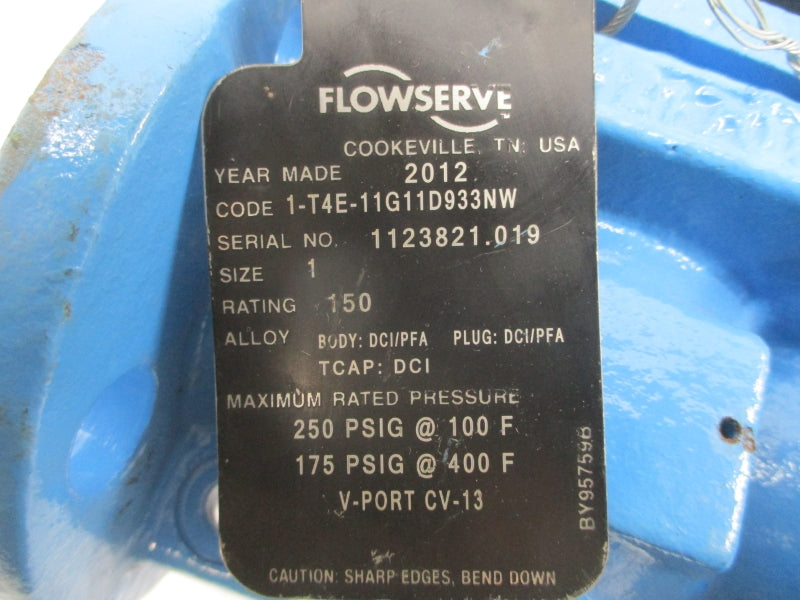 FLOWSERVE
COOKEVILLE, TN, USA
YEAR MADE 2012
CODE 1-T4E-11G11D933NW
SERIAL NO. 1123821.019
SIZE 1
RATING 150
ALLOY BODY: DCI/PFA PLUG: DCI/PFA
TCAP: DCI
MAXIMUM RATED PRESSURE
250 PSIG @ 100 F
175 PSIG @ 400 F
V-PORT CV-13
BY95759B
CAUTION: SHARP EDGES, BEND DOWN